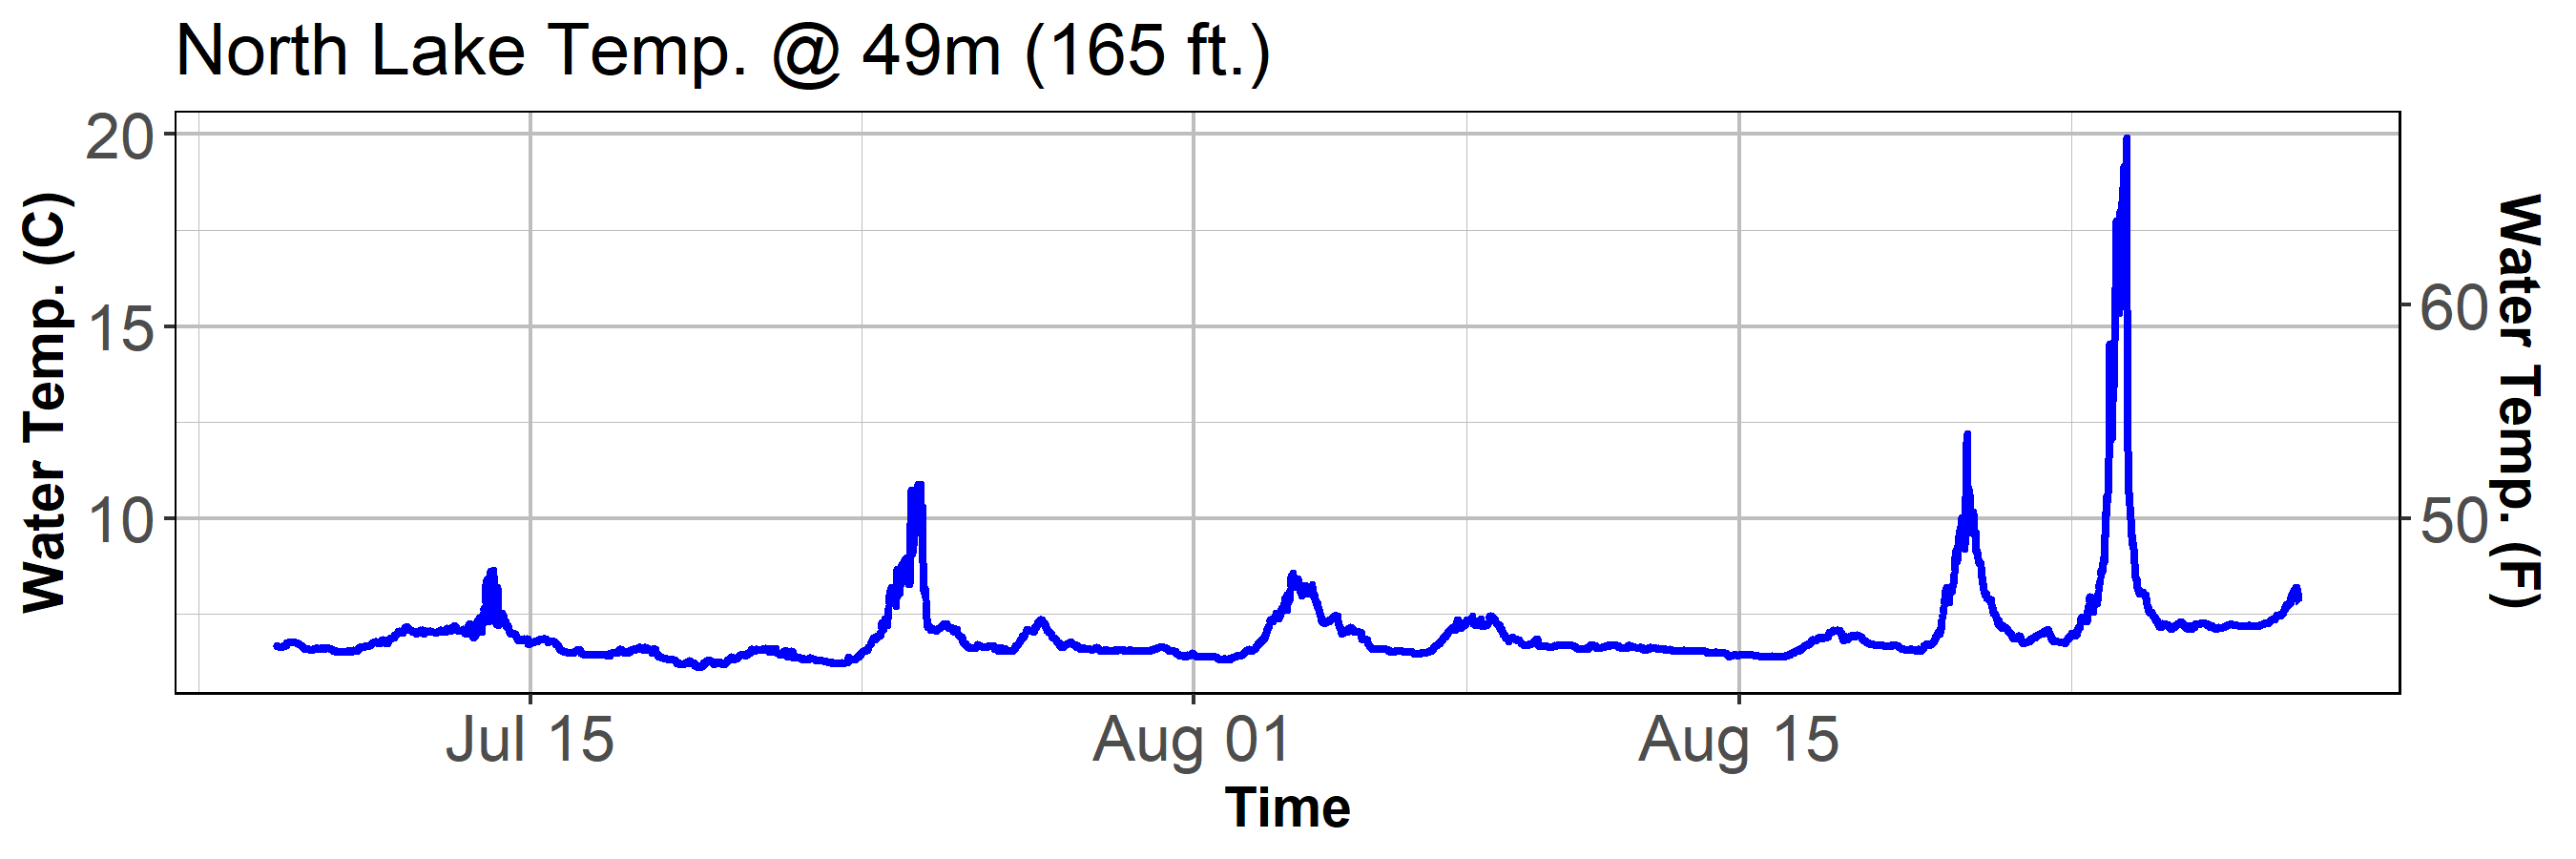 North Lake Temp. @ 49m (165 ft.)
Water Temp. (C)
20
15
10
60
50
Water Temp. (F)
Jul 15
Aug 01
Aug 15
Time